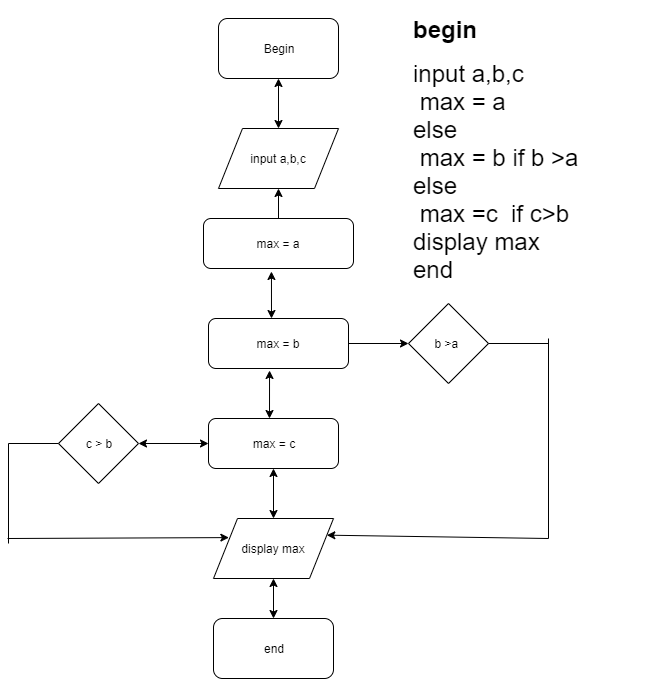 Begin
input a,b,c
max = a
max = b
b >a
c > b
max = c
display max
end
begin
input a,b,c
max = a
else
max = b if b >a
else
max =c  if c>b
display max
end